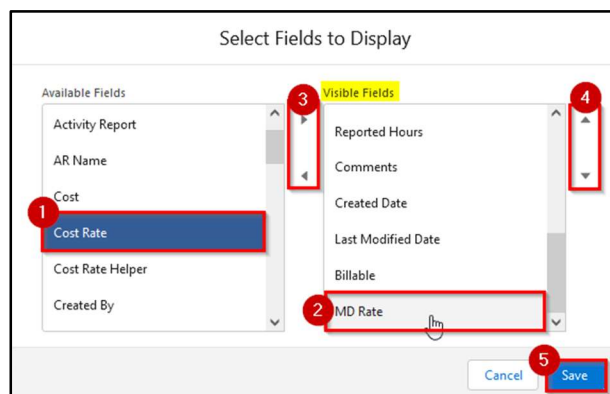 Select Fields to Display
Available Fields
3
Visible Fields
4
Activity Report
AR Name
Cost
1
Cost Rate
Cost Rate Helper
Created By
Reported Hours
Comments
Created Date
Last Modified Date
Billable
2
MD Rate
Cancel
5
Save